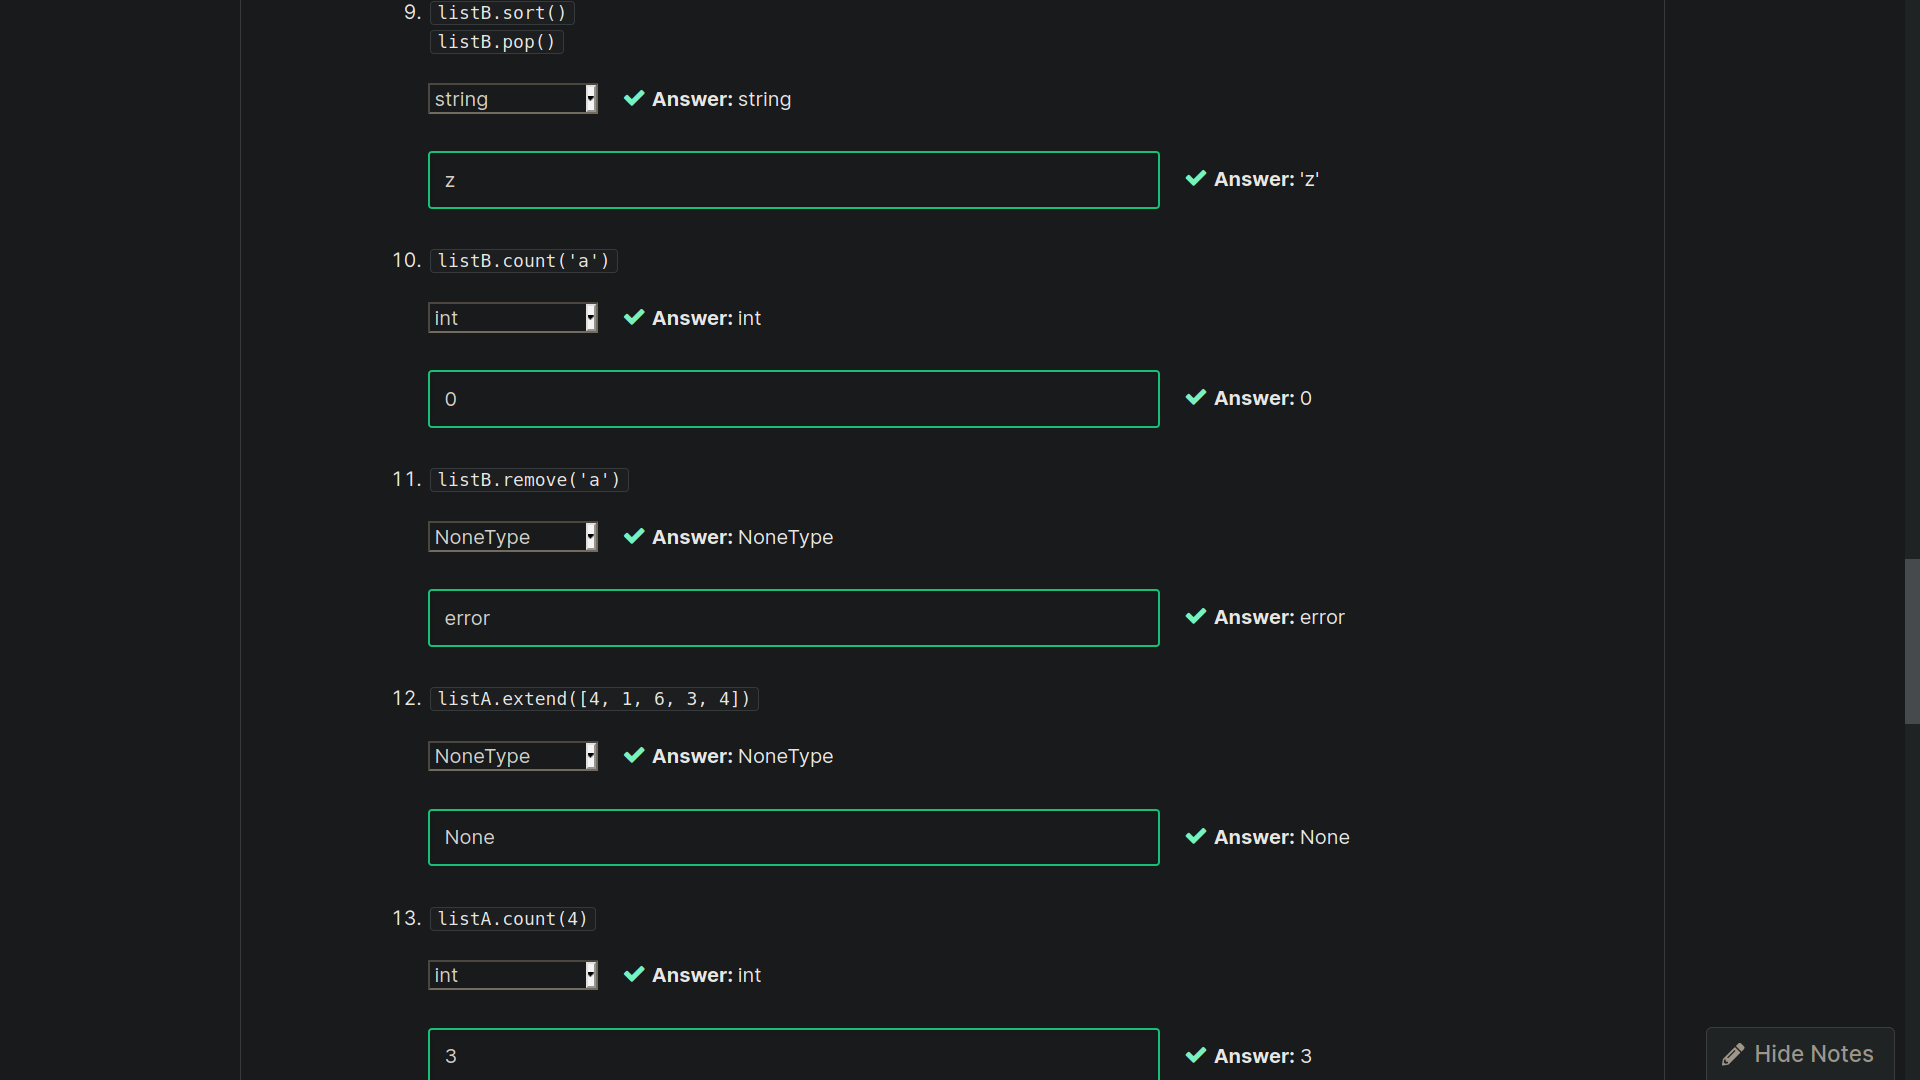 9. listB.sort()
listB.pop()
string Answer: string
z Answer: 'z'
10. listB.count('a')
int Answer: int
0 Answer: 0
11. listB.remove('a')
NoneType Answer: NoneType
error Answer: error
12. listA.extend([4, 1, 6, 3, 4])
NoneType Answer: NoneType
None Answer: None
13. listA.count(4)
int Answer: int
3 Answer: 3
Hide Notes